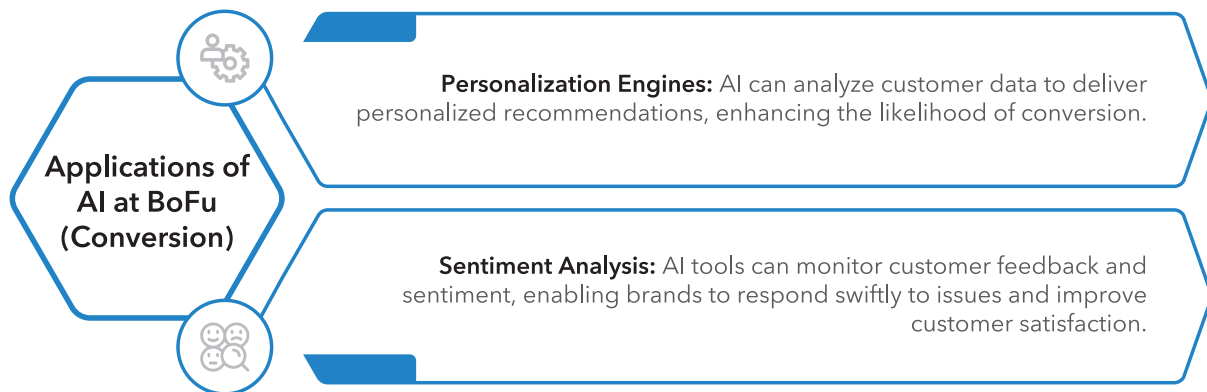 Applications of
AI at BoFu
(Conversion)
Personalization Engines: AI can analyze customer data to deliver
personalized recommendations, enhancing the likelihood of conversion.
Sentiment Analysis: AI tools can monitor customer feedback and
sentiment, enabling brands to respond swiftly to issues and improve
customer satisfaction.